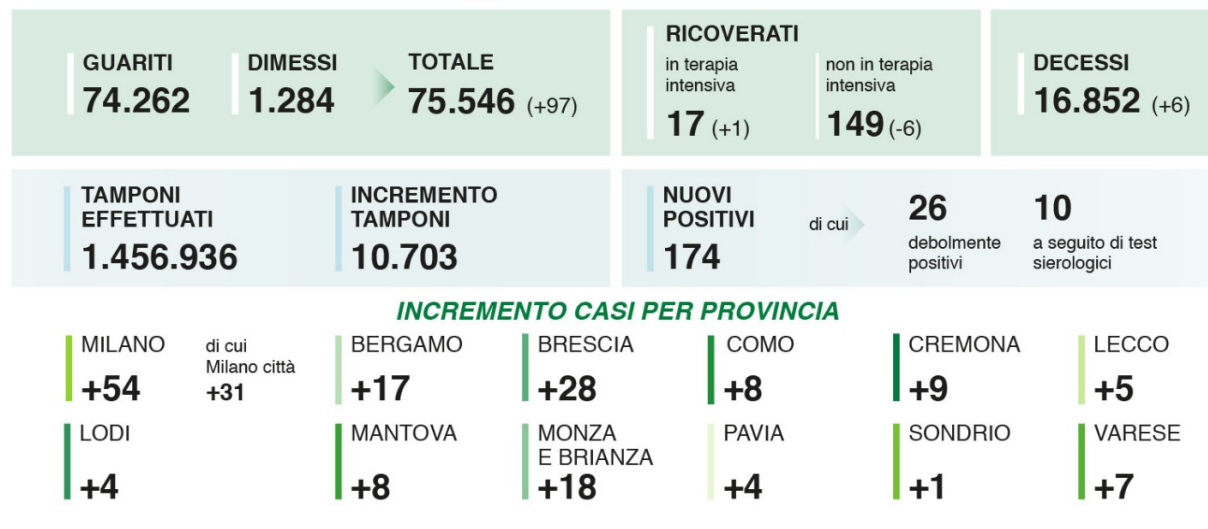 GUARITI
74.262
DIMESSI
1.284
TOTALE
75.546 (+97)
RICOVERATI
in terapia
intensiva
17 (+1)
non in terapia
intensiva
149 (-6)
DECESSI
16.852 (+6)
TAMPONI
EFFETTUATI
1.456.936
INCREMENTO
TAMPONI
10.703
NUOVI
POSITIVI
174
di cui
26
debolmente
positivi
10
a seguito di test
sierologici
INCREMENTO CASI PER PROVINCIA
MILANO
+54
di cui
Milano città
+31
BERGAMO
+17
BRESCIA
+28
COMO
+8
CREMONA
+9
LECCO
+5
LODI
+4
MANTOVA
+8
MONZA
E BRIANZA
+18
PAVIA
+4
SONDRIO
+1
VARESE
+7